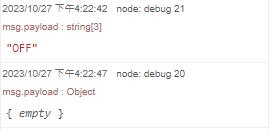 2023/10/27 下午4:22:42 node: debug 21
msg.payload : string[3]
"OFF"
2023/10/27 下午4:22:47 node: debug 20
msg.payload : Object
{ empty }